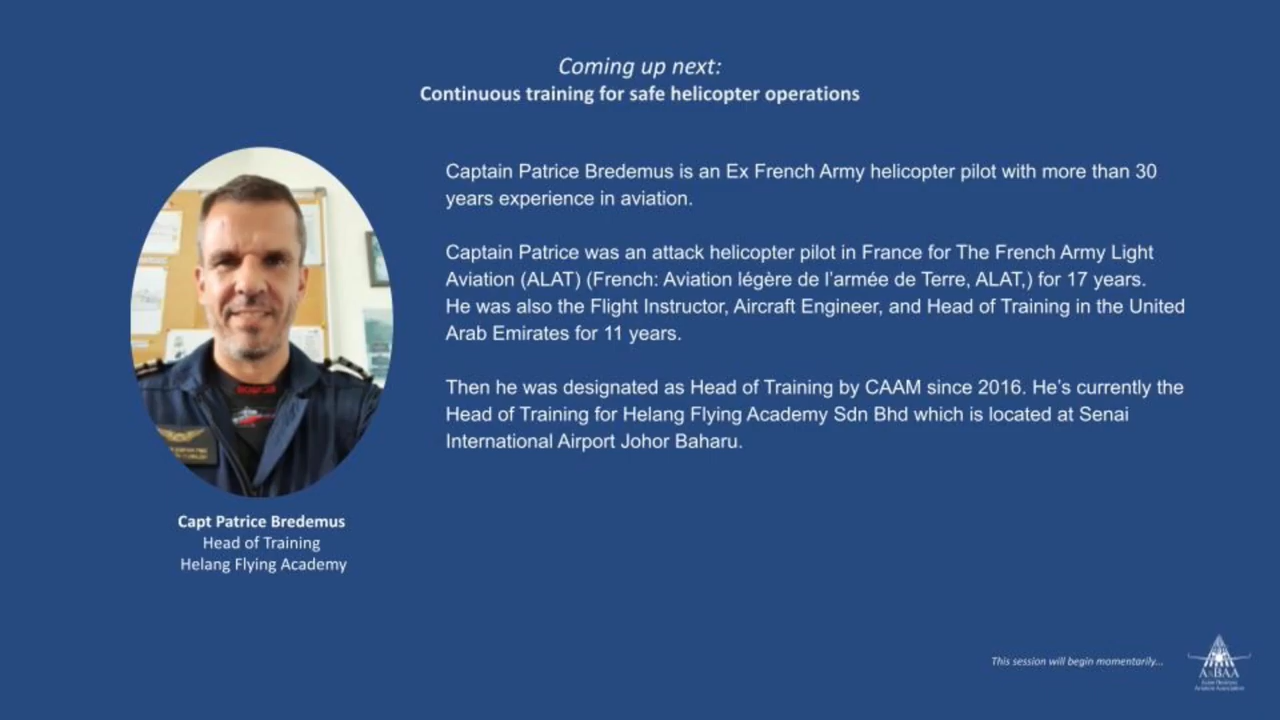 Coming up next:
Continuous training for safe helicopter operations
Captain Patrice Bredemus is an Ex French Army helicopter pilot with more than 30
years experience in aviation.
Captain Patrice was an attack helicopter pilot in France for The French Army Light
Aviation (ALAT) (French: Aviation légère de l'armée de Terre, ALAT,) for 17 years.
He was also the Flight Instructor, Aircraft Engineer, and Head of Training in the United
Arab Emirates for 11 years.
Then he was designated as Head of Training by CAAM since 2016. He's currently the
Head of Training for Helang Flying Academy Sdn Bhd which is located at Senai
International Airport Johor Baharu.
Capt Patrice Bredemus
Head of Training
Helang Flying Academy
This session will begin momentarily...
AsBAA
Asian Business
Aviation Association